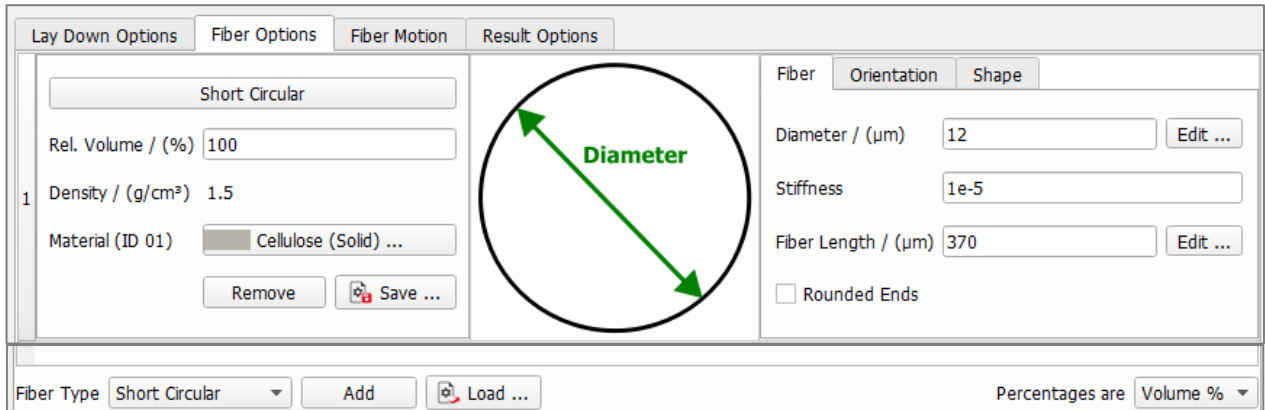 Lay Down Options Fiber Options Fiber Motion Result Options
Short Circular
Rel. Volume / (%) 100
Density / (g/cm³) 1.5
Material (ID 01) Cellulose (Solid) ...
Remove Save ...
1
Diameter
Fiber Orientation Shape
Diameter / (µm) 12 Edit ...
Stiffness 1e-5
Fiber Length / (µm) 370 Edit ...
Rounded Ends
Fiber Type Short Circular Add Load ... Percentages are Volume %